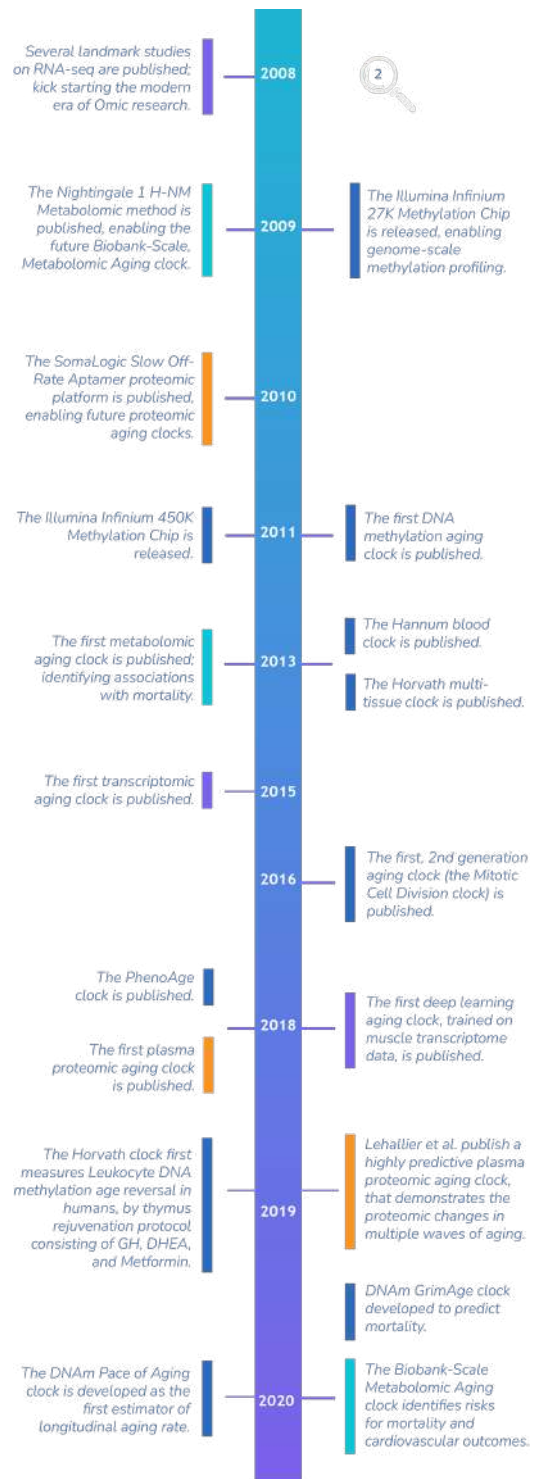 Several landmark studies
on RNA-seq are published;
kick starting the modern
era of Omic research.
2008
2
The Nightingale 1 H-NM
Metabolomic method is
published, enabling the
future Biobank-Scale,
Metabolomic Aging clock.
2009
The Illumina Infinium
27K Methylation Chip
is released, enabling
genome-scale
methylation profiling.
The SomaLogic Slow Off-
Rate Aptamer proteomic
platform is published,
enabling future proteomic
aging clocks.
2010
The Illumina Infinium 450K
Methylation Chip is
released.
2011
The first DNA
methylation aging
clock is published.
The first metabolomic
aging clock is published;
identifying associations
with mortality.
2013
The Hannum blood
clock is published.
The Horvath multi-
tissue clock is published.
The first transcriptomic
aging clock is published.
2015
2016
The first, 2nd generation
aging clock (the Mitotic
Cell Division clock) is
published.
The PhenoAge
clock is published.
The first plasma
proteomic aging clock
is published.
2018
The first deep learning
aging clock, trained on
muscle transcriptome
data, is published.
The Horvath clock first
measures Leukocyte DNA
methylation age reversal in
humans, by thymus
rejuvenation protocol
consisting of GH, DHEA,
and Metformin.
2019
Lehallier et al. publish a
highly predictive plasma
proteomic aging clock,
that demonstrates the
proteomic changes in
multiple waves of aging.
DNAm GrimAge clock
developed to predict
mortality.
The DNAm Pace of Aging
clock is developed as the
first estimator of
longitudinal aging rate.
2020
The Biobank-Scale
Metabolomic Aging
clock identifies risks
for mortality and
cardiovascular outcomes.